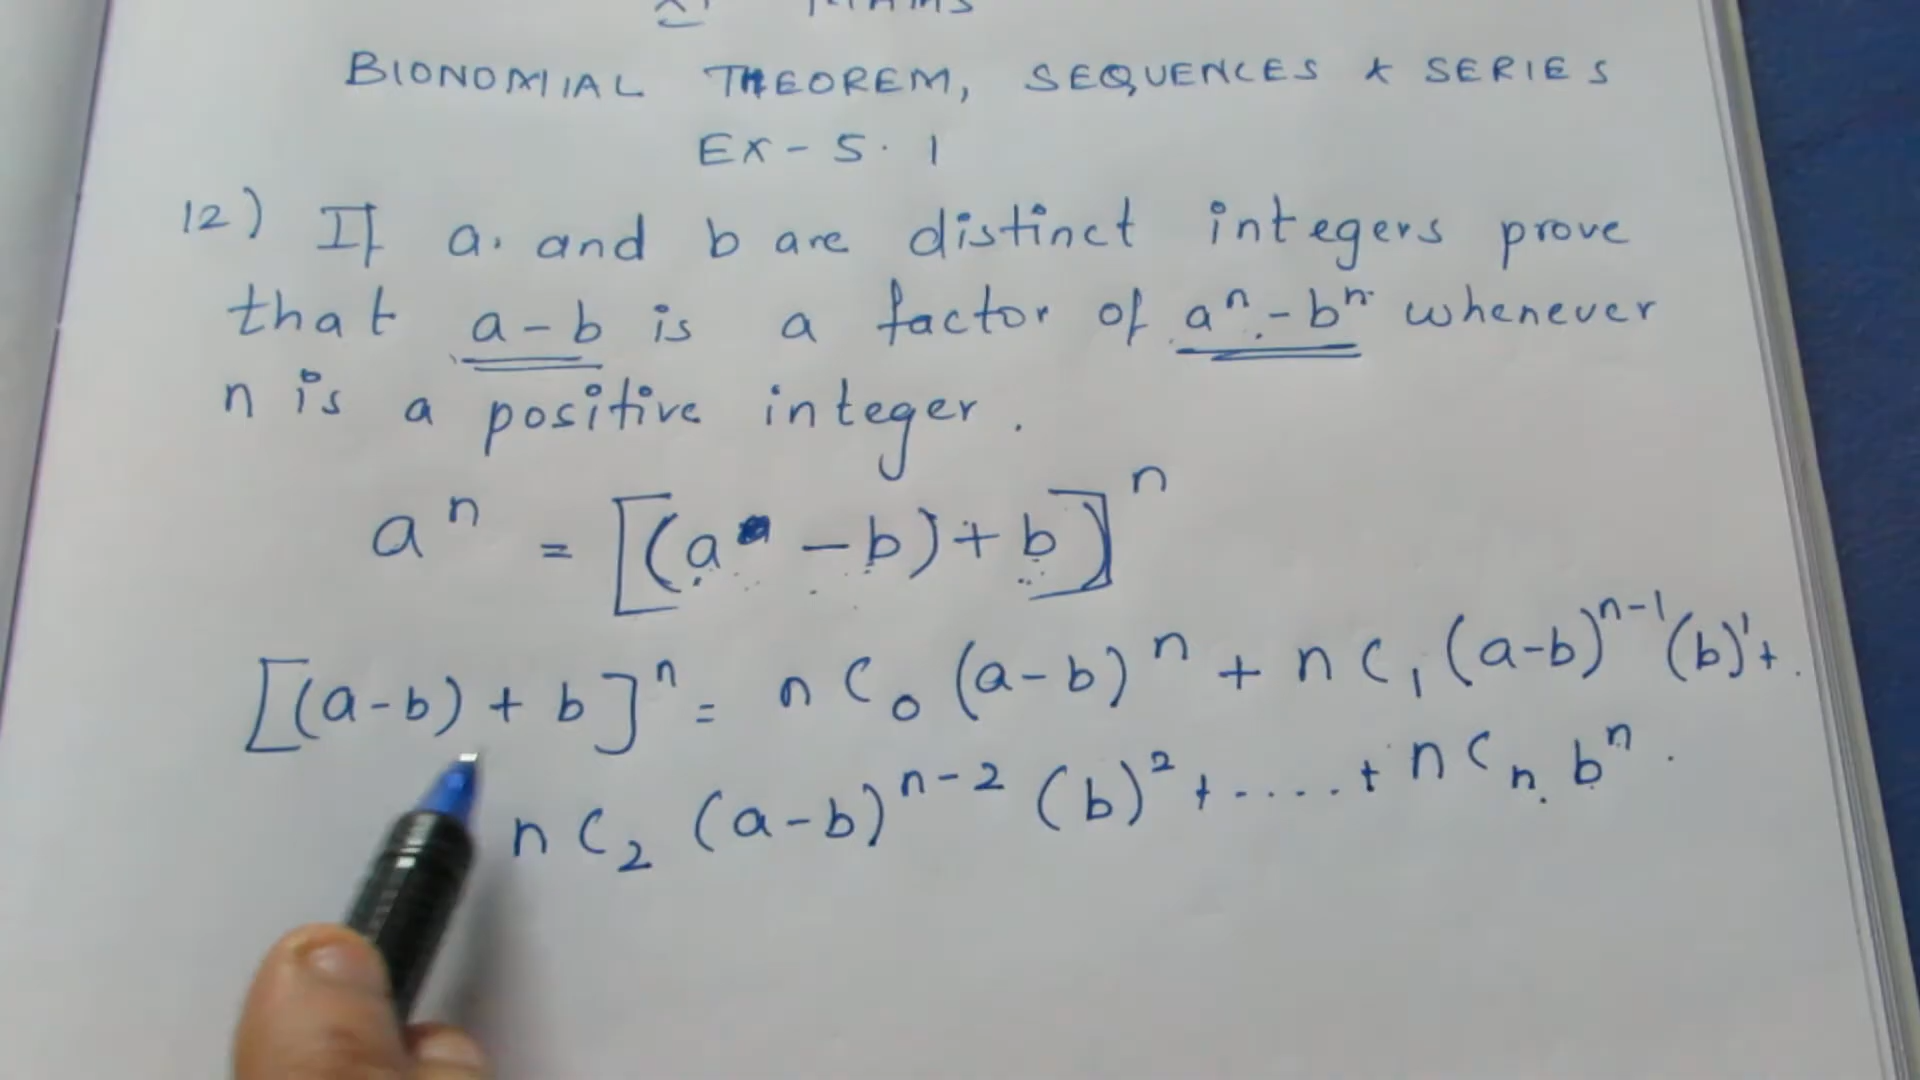 BIONOMIAL THEOREM, SEQUENCES & SERIES
EX - 5.1
12) If a and b are distinct integers prove
that a-b is a factor of aⁿ-bⁿ whenever
n is a positive integer.
aⁿ = [(a - b) + b]ⁿ
[(a-b) + b]ⁿ = nC₀ (a-b)ⁿ + nC₁ (a-b)ⁿ⁻¹ (b)¹ +
nC₂ (a-b)ⁿ⁻² (b)² + ..... + nCₙ bⁿ.